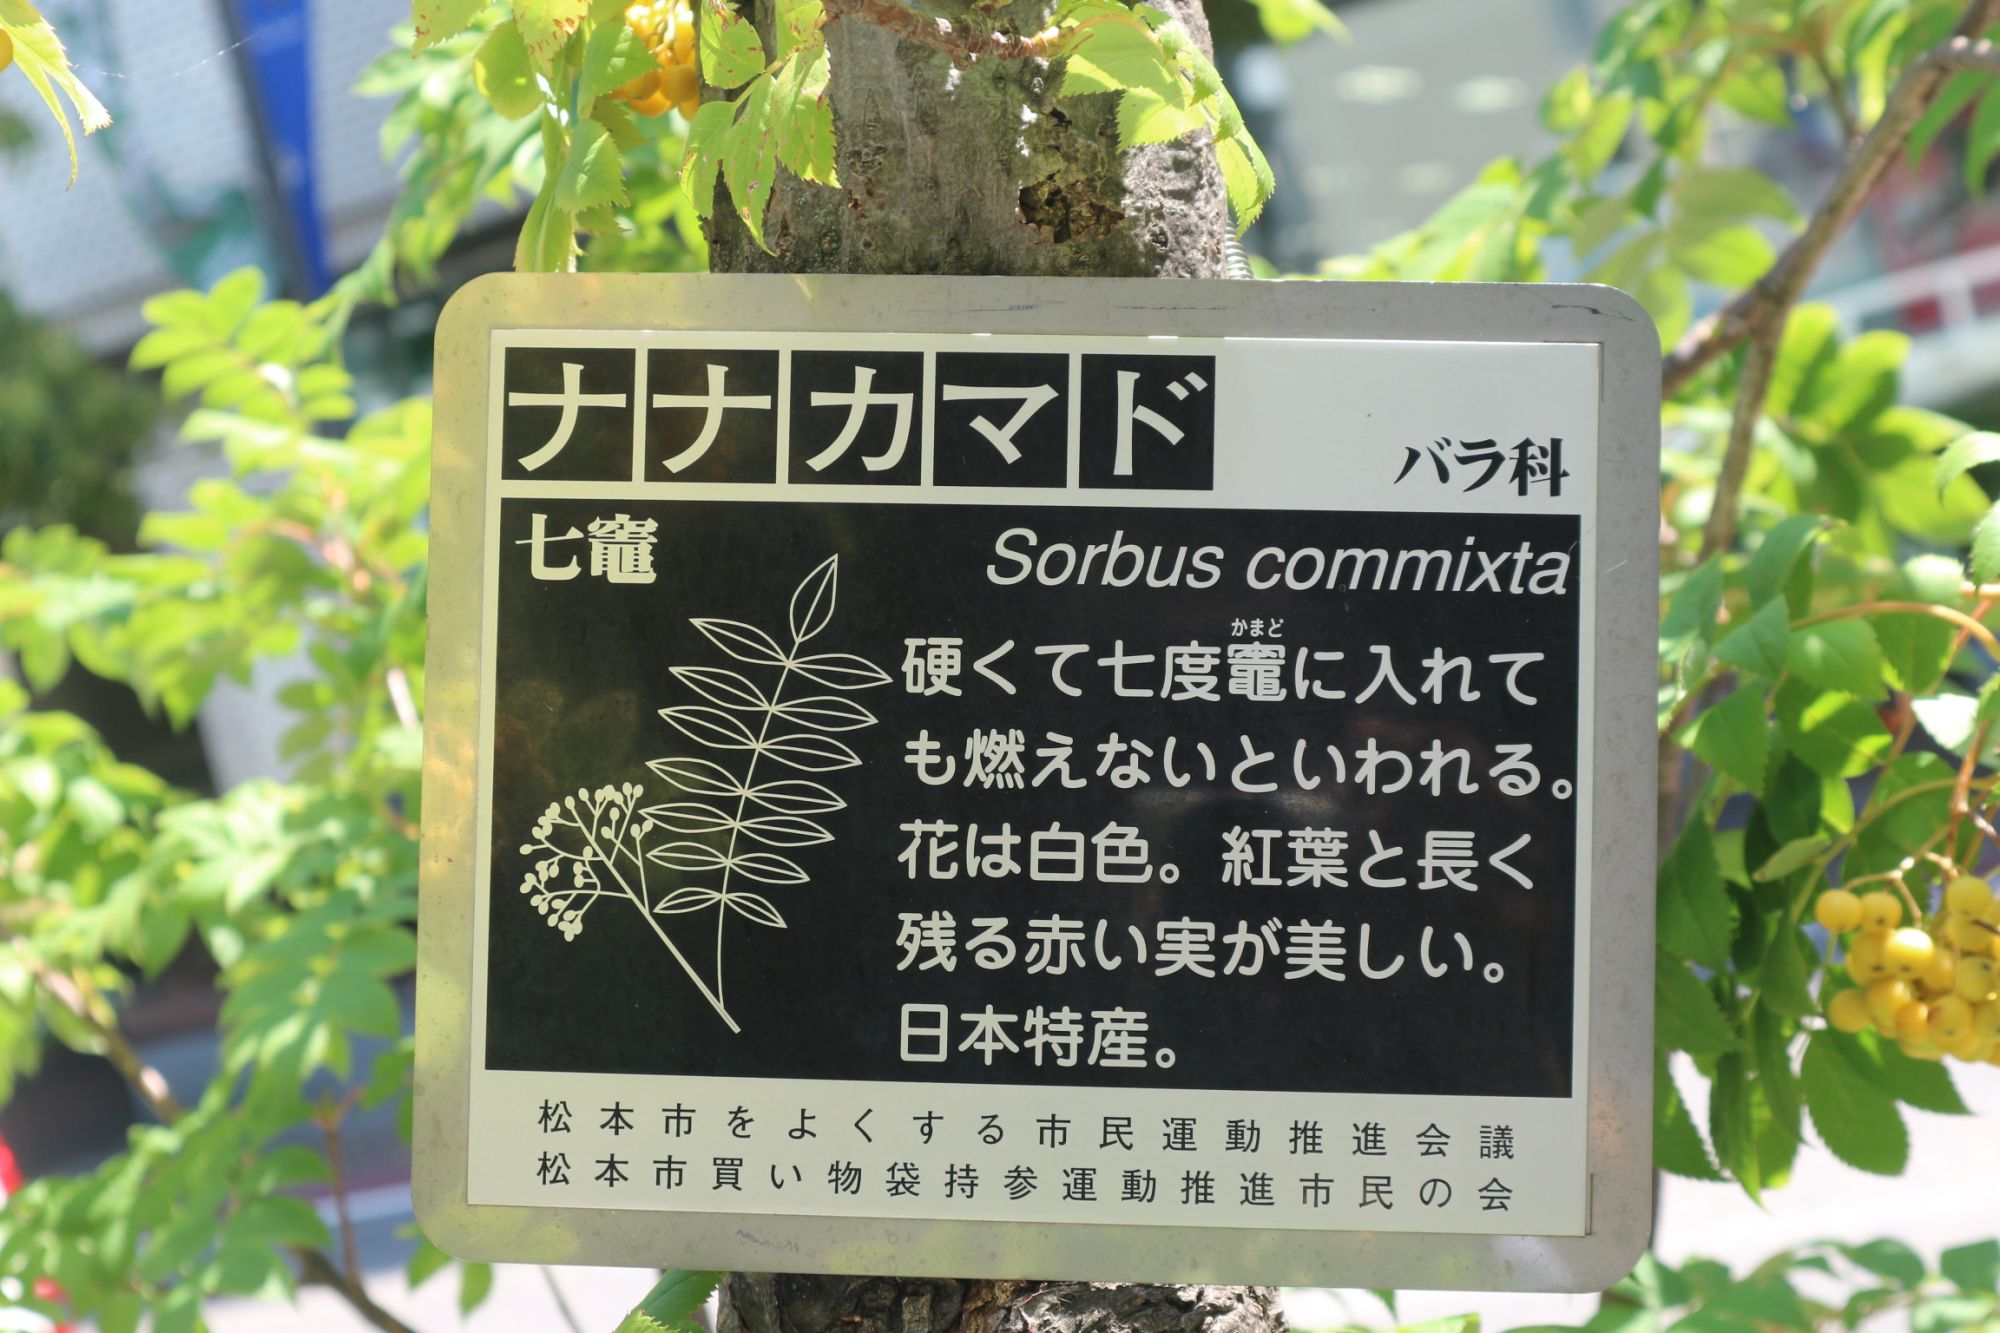 ナナカマド
バラ科
七竈
Sorbus commixta
かまど
硬くて七度竈に入れて
も燃えないといわれる。
花は白色。紅葉と長く
残る赤い実が美しい。
日本特産。
松本市をよくする市民運動推進会議
松本市買い物袋持参運動推進市民の会